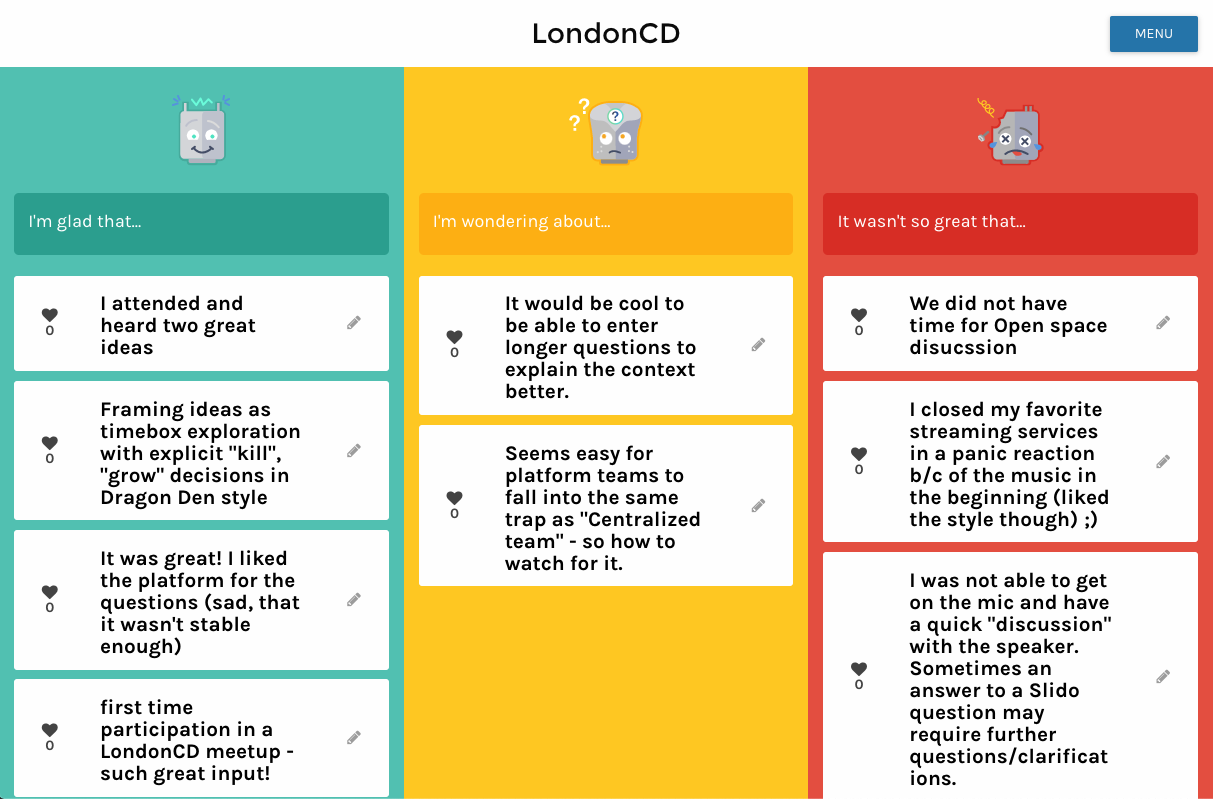 LondonCD
MENU
? ? ?
I'm glad that...
I attended and
heard two great
ideas
0
Framing ideas as
timebox exploration
with explicit "kill",
"grow" decisions in
Dragon Den style
0
It was great! I liked
the platform for the
questions (sad, that
it wasn't stable
enough)
0
first time
participation in a
LondonCD meetup -
such great input!
0
I'm wondering about...
It would be cool to
be able to enter
longer questions to
explain the context
better.
0
Seems easy for
platform teams to
fall into the same
trap as "Centralized
team" - so how to
watch for it.
0
It wasn't so great that...
We did not have
time for Open space
disucssion
0
I closed my favorite
streaming services
in a panic reaction
b/c of the music in
the beginning (liked
the style though) ;)
0
I was not able to get
on the mic and have
a quick "discussion"
with the speaker.
Sometimes an
answer to a Slido
question may
require further
questions/clarificat
ions.
0